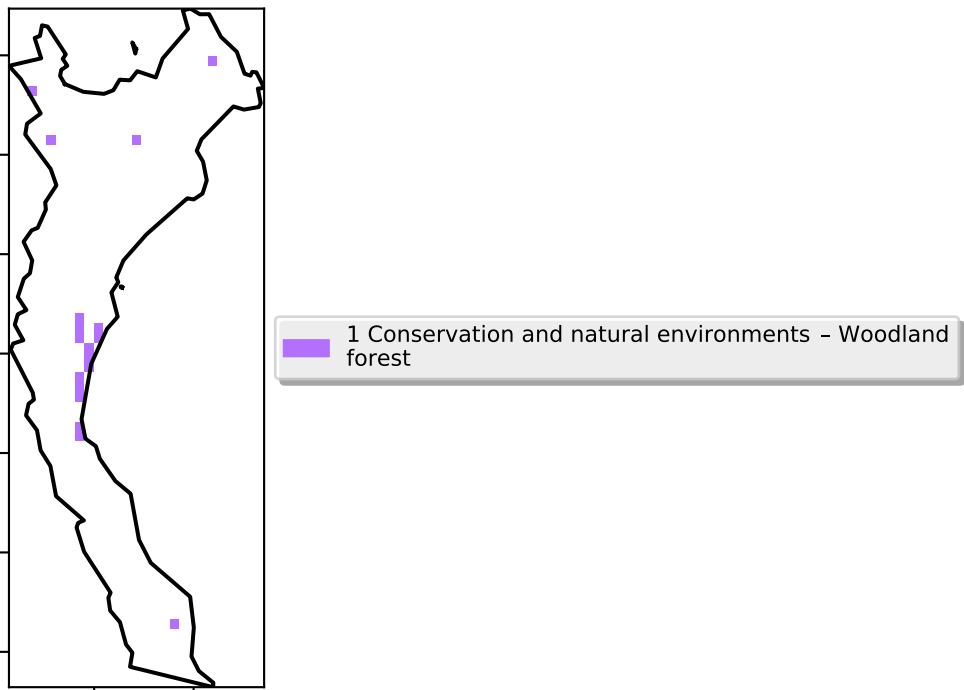 1 Conservation and natural environments – Woodland
forest